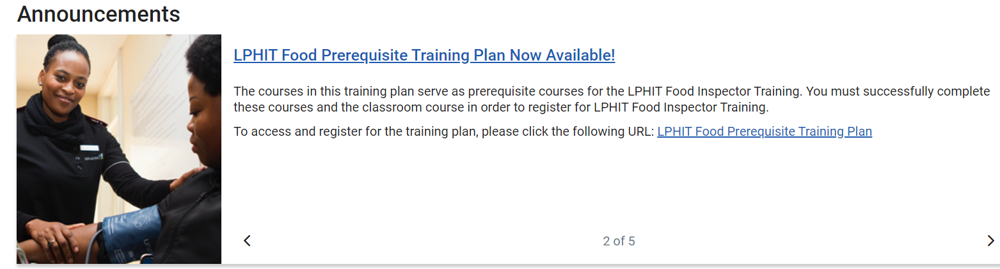 Announcements
LPHIT Food Prerequisite Training Plan Now Available!
The courses in this training plan serve as prerequisite courses for the LPHIT Food Inspector Training. You must successfully complete
these courses and the classroom course in order to register for LPHIT Food Inspector Training.
To access and register for the training plan, please click the following URL: LPHIT Food Prerequisite Training Plan
2 of 5